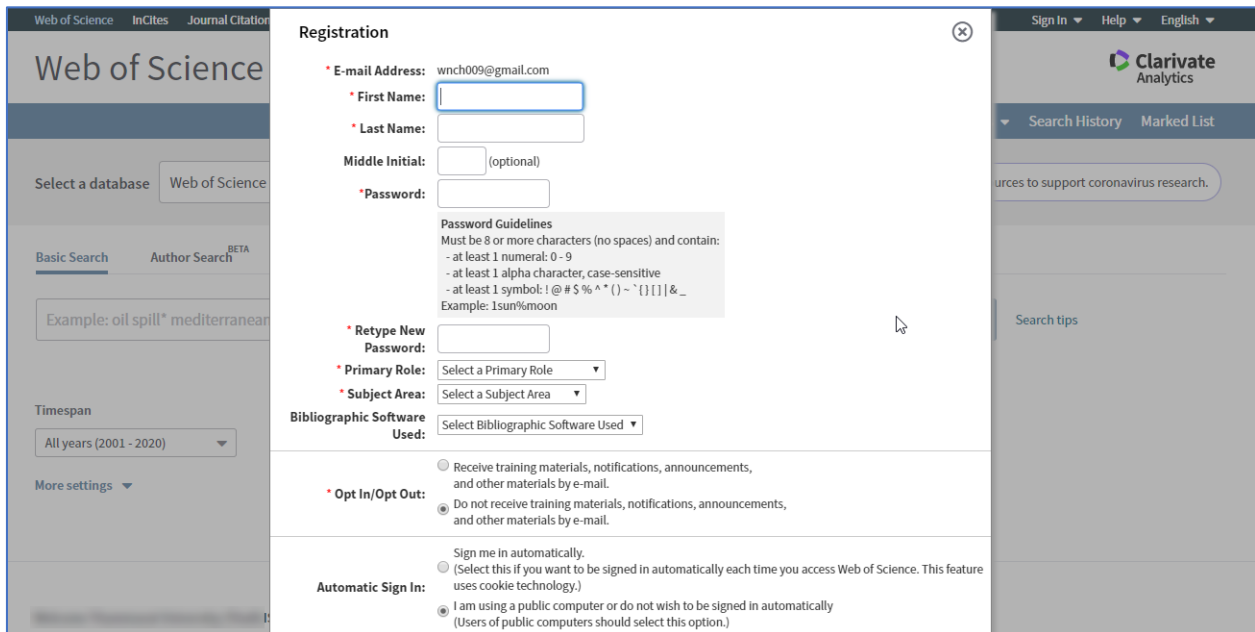 Web of Science InCites Journal Citation
Sign In Help English
Registration
Web of Science
Clarivate
Analytics
* E-mail Address: wnch009@gmail.com
* First Name:
* Last Name:
Search History Marked List
Middle Initial: (optional)
Select a database Web of Science
urces to support coronavirus research.
*Password:
Password Guidelines
Must be 8 or more characters (no spaces) and contain:
- at least 1 numeral: 0 - 9
- at least 1 alpha character, case-sensitive
- at least 1 symbol: ! @ # $ % ^ * ( ) ~ ` { } [ ] | & _
Example: 1sun%moon
Basic Search Author Search BETA
Example: oil spill* mediterranean
Search tips
* Retype New
Password:
* Primary Role: Select a Primary Role
* Subject Area: Select a Subject Area
Bibliographic Software
Used: Select Bibliographic Software Used
Timespan
All years (2001 - 2020)
More settings
* Opt In/Opt Out:
Receive training materials, notifications, announcements,
and other materials by e-mail.
Do not receive training materials, notifications, announcements,
and other materials by e-mail.
Automatic Sign In:
Sign me in automatically.
(Select this if you want to be signed in automatically each time you access Web of Science. This feature
uses cookie technology.)
I am using a public computer or do not wish to be signed in automatically
(Users of public computers should select this option.)